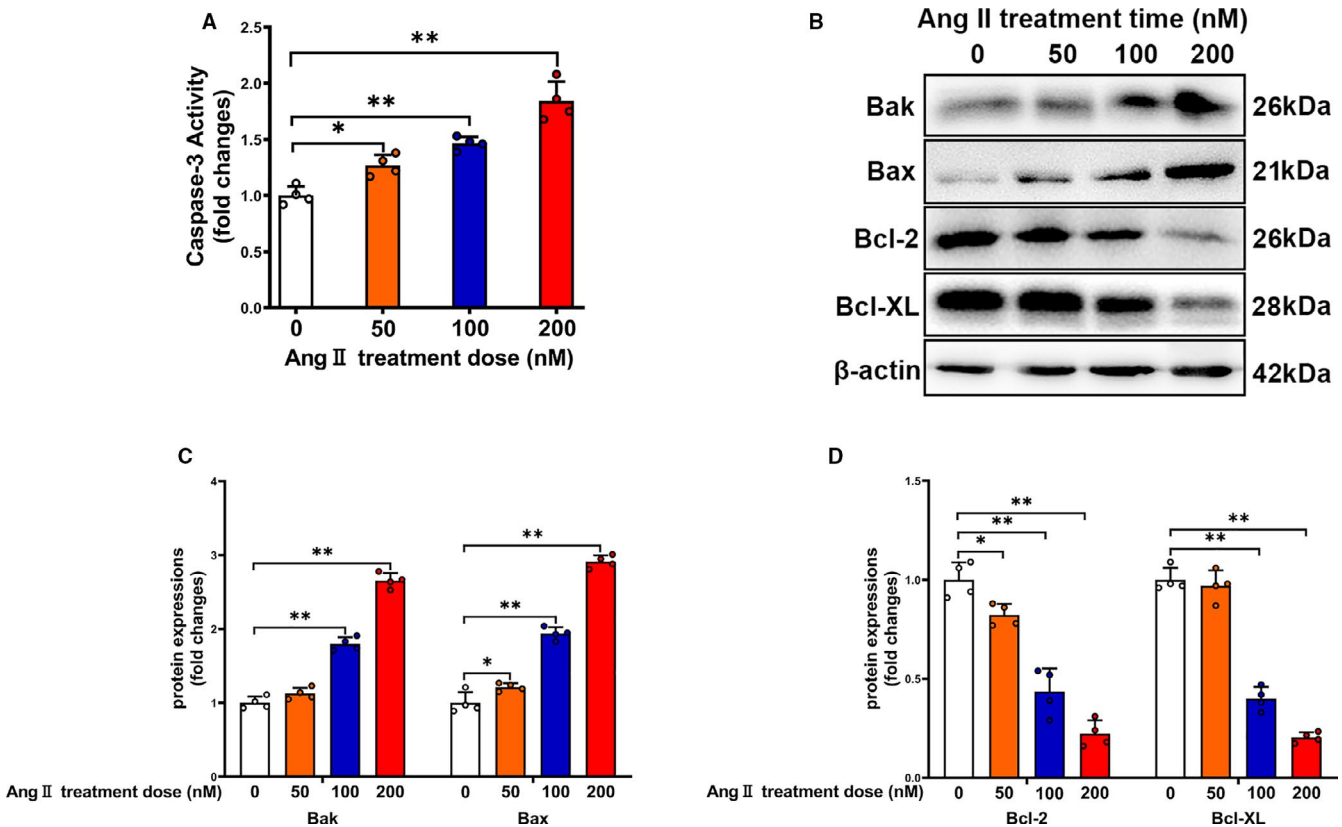 A
Caspase-3 Activity
(fold changes)
2.5
2.0
1.5
1.0
0.5
0.0
**
**
*
0 50 100 200
Ang Ⅱ treatment dose (nM)
B
Ang II treatment time (nM)
0 50 100 200
Bak 26kDa
Bax 21kDa
Bcl-2 26kDa
Bcl-XL 28kDa
β-actin 42kDa
C
protein expressions
(fold changes)
4
3
2
1
0
**
**
**
**
*
Ang Ⅱ treatment dose (nM) 0 50 100 200 0 50 100 200
Bak Bax
D
protein expressions
(fold changes)
1.5
1.0
0.5
0.0
**
**
*
**
**
Ang Ⅱ treatment dose (nM) 0 50 100 200 0 50 100 200
Bcl-2 Bcl-XL